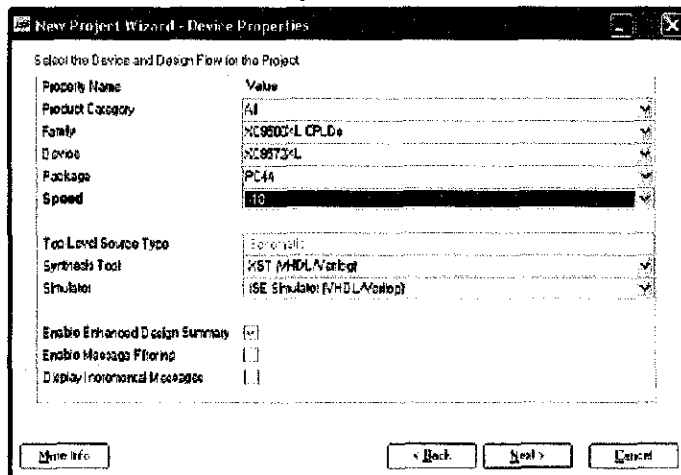 New Project Wizard - Device Properties
Select the Device and Design Flow for the Project
Property Name Value
Product Category All
Family XC9500XL CPLDs
Device XC9572XL
Package PC44
Speed -10
Top-Level Source Type Schematic
Synthesis Tool XST (VHDL/Verilog)
Simulator ISE Simulator (VHDL/Verilog)
Enable Enhanced Design Summary
Enable Message Filtering
Display Incremental Messages
More Info < Back Next > Cancel